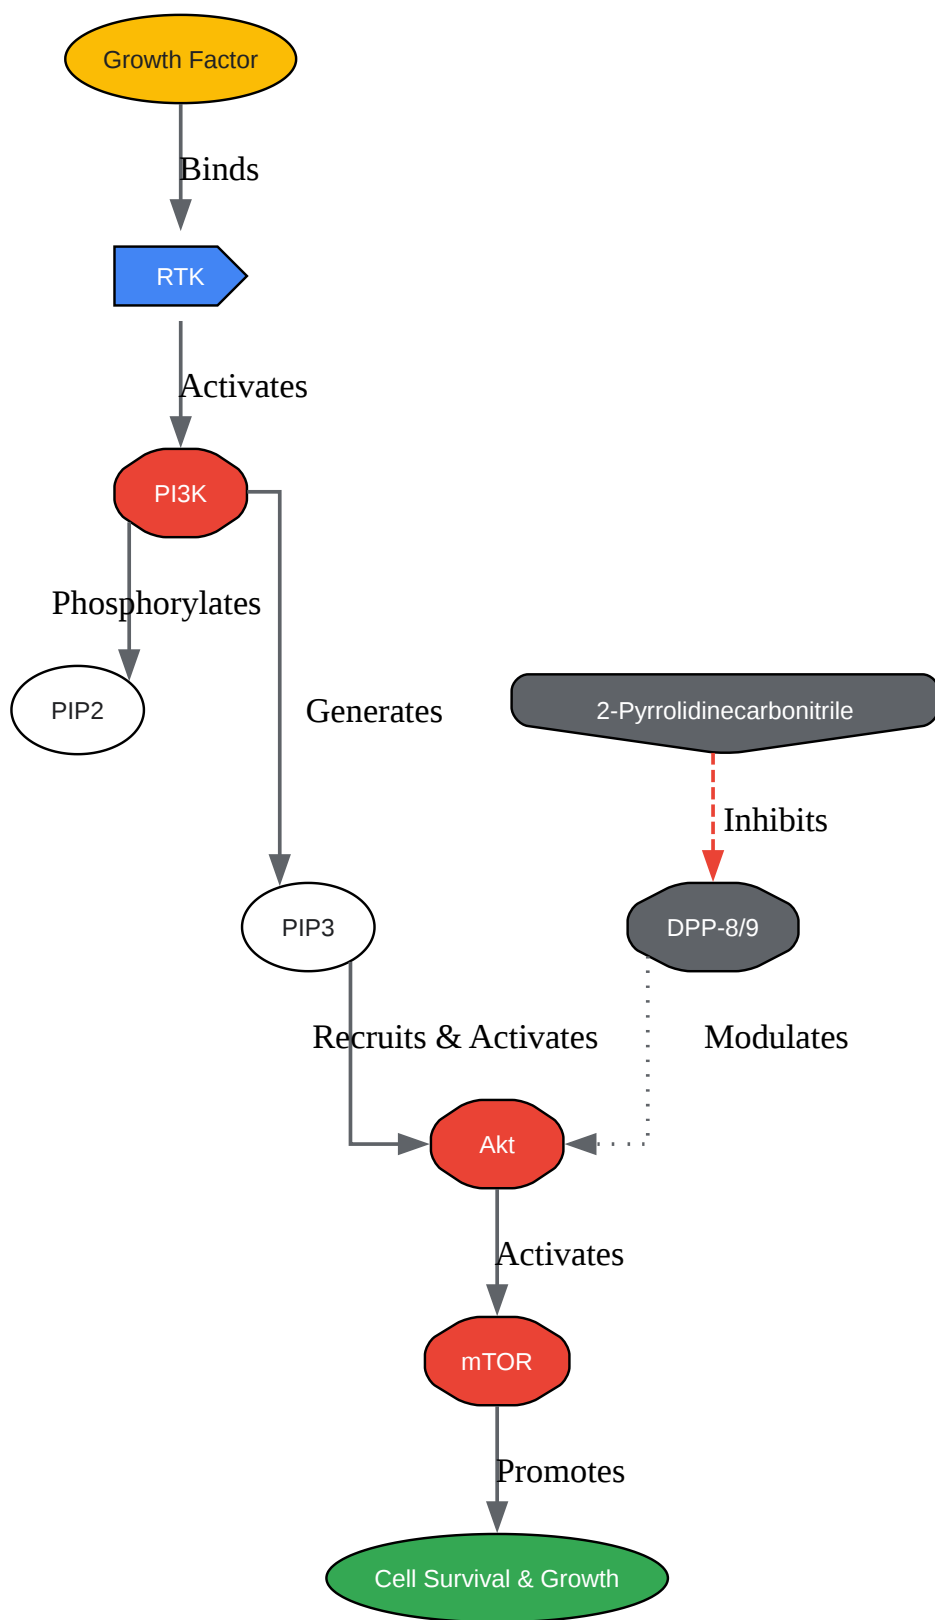 Growth Factor
Binds
RTK
Activates
PI3K
Phosphorylates
PIP2
Generates
2-Pyrrolidinecarbonitrile
Inhibits
PIP3
DPP-8/9
Recruits & Activates
Modulates
Akt
Activates
mTOR
Promotes
Cell Survival & Growth